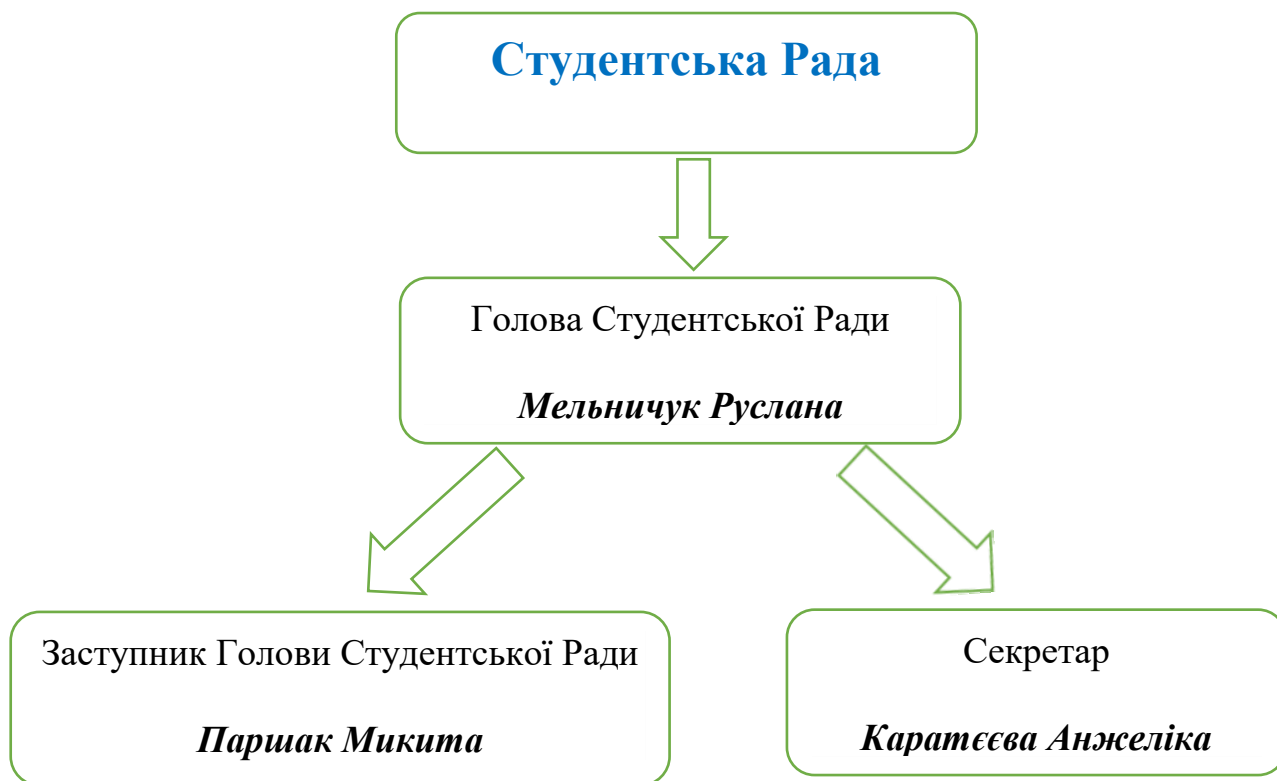 Студентська Рада
Голова Студентської Ради
Мельничук Руслана
Заступник Голови Студентської Ради
Паршак Микита
Секретар
Каратєєва Анжеліка